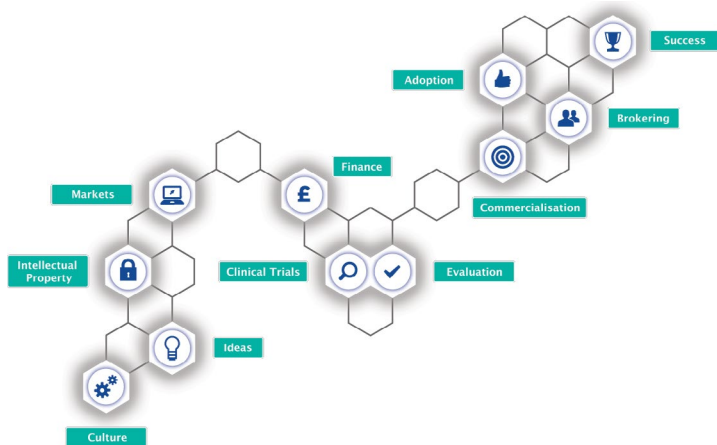 Success
Adoption
Brokering
Finance
£
Markets
Commercialisation
Intellectual
Property
Clinical Trials
Evaluation
Ideas
Culture